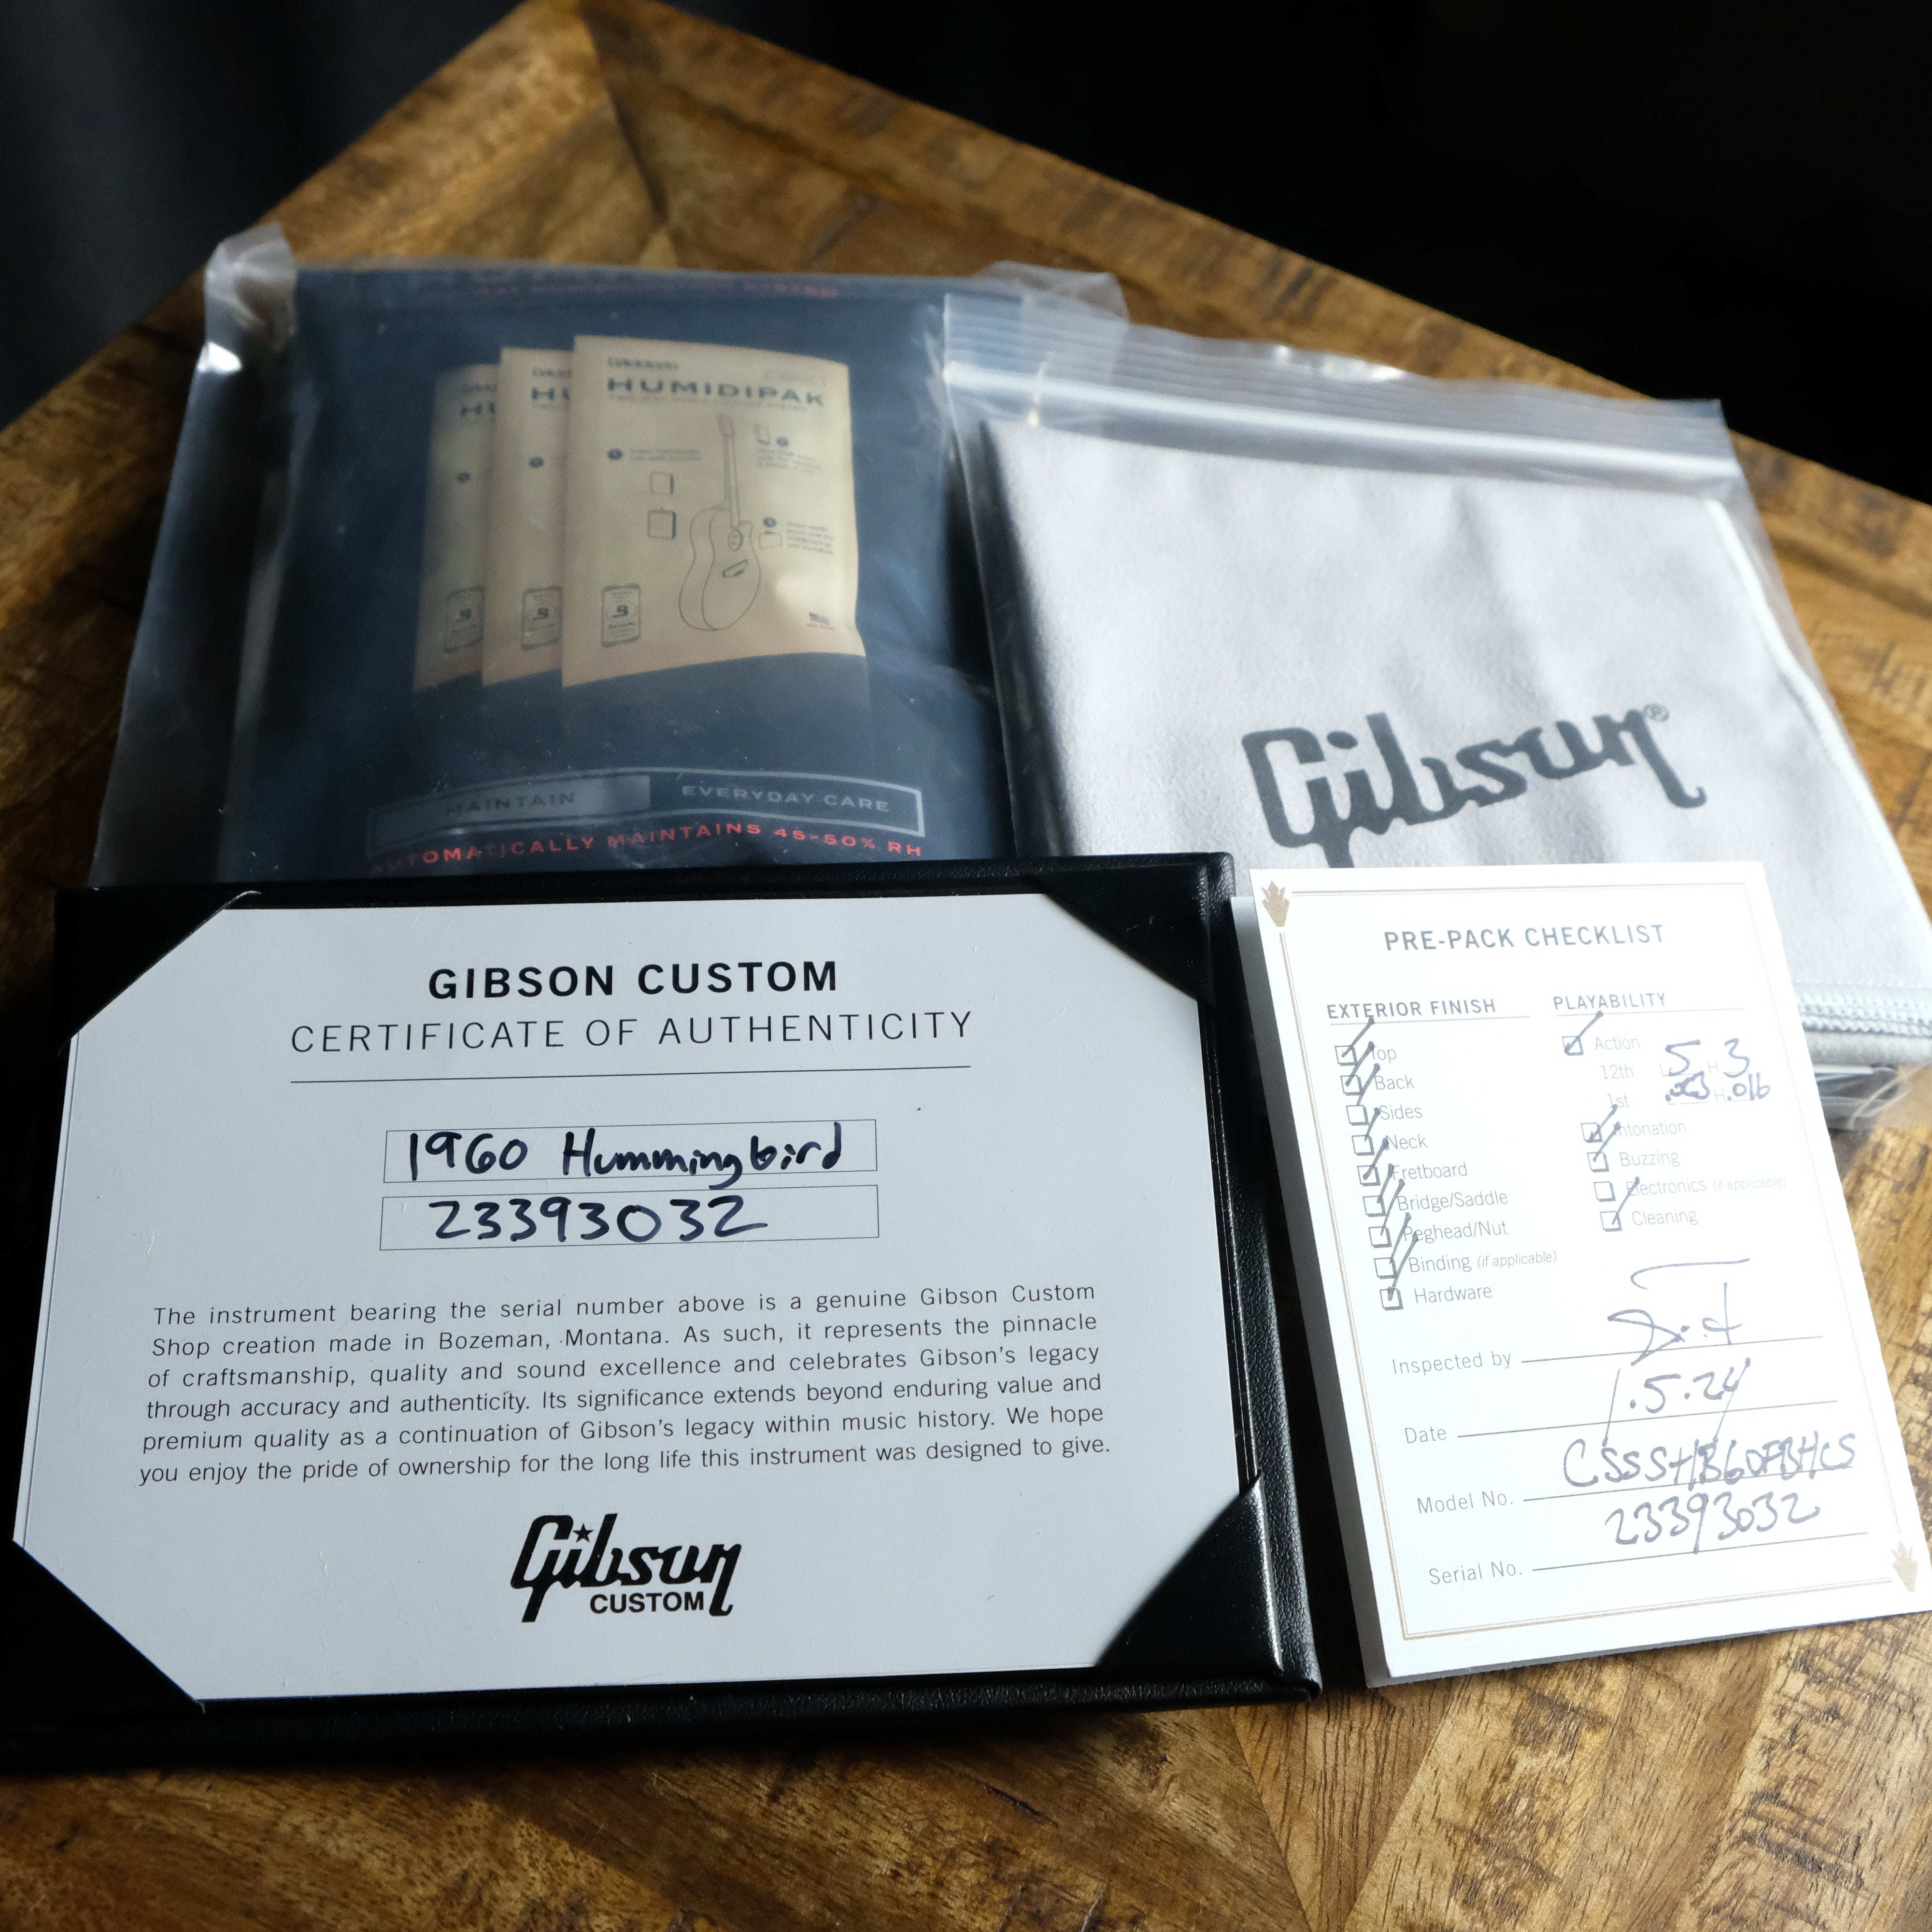 D'Addario
HUMIDIPAK
MAINTAIN EVERYDAY CARE
AUTOMATICALLY MAINTAINS 45-50% RH
Gibson®
GIBSON CUSTOM
CERTIFICATE OF AUTHENTICITY
1960 Hummingbird
23393032
The instrument bearing the serial number above is a genuine Gibson Custom
Shop creation made in Bozeman, Montana. As such, it represents the pinnacle
of craftsmanship, quality and sound excellence and celebrates Gibson's legacy
through accuracy and authenticity. Its significance extends beyond enduring value and
premium quality as a continuation of Gibson's legacy within music history. We hope
you enjoy the pride of ownership for the long life this instrument was designed to give.
Gibson
CUSTOM
PRE-PACK CHECKLIST
EXTERIOR FINISH
Top
Back
Sides
Neck
Fretboard
Bridge/Saddle
Peghead/Nut
Binding (if applicable)
Hardware
PLAYABILITY
Action
12th L 5 H 3
1st H .016
Intonation
Buzzing
Electronics (if applicable)
Cleaning
Inspected by
Date 1.5.24
Model No.
Serial No. 23393032